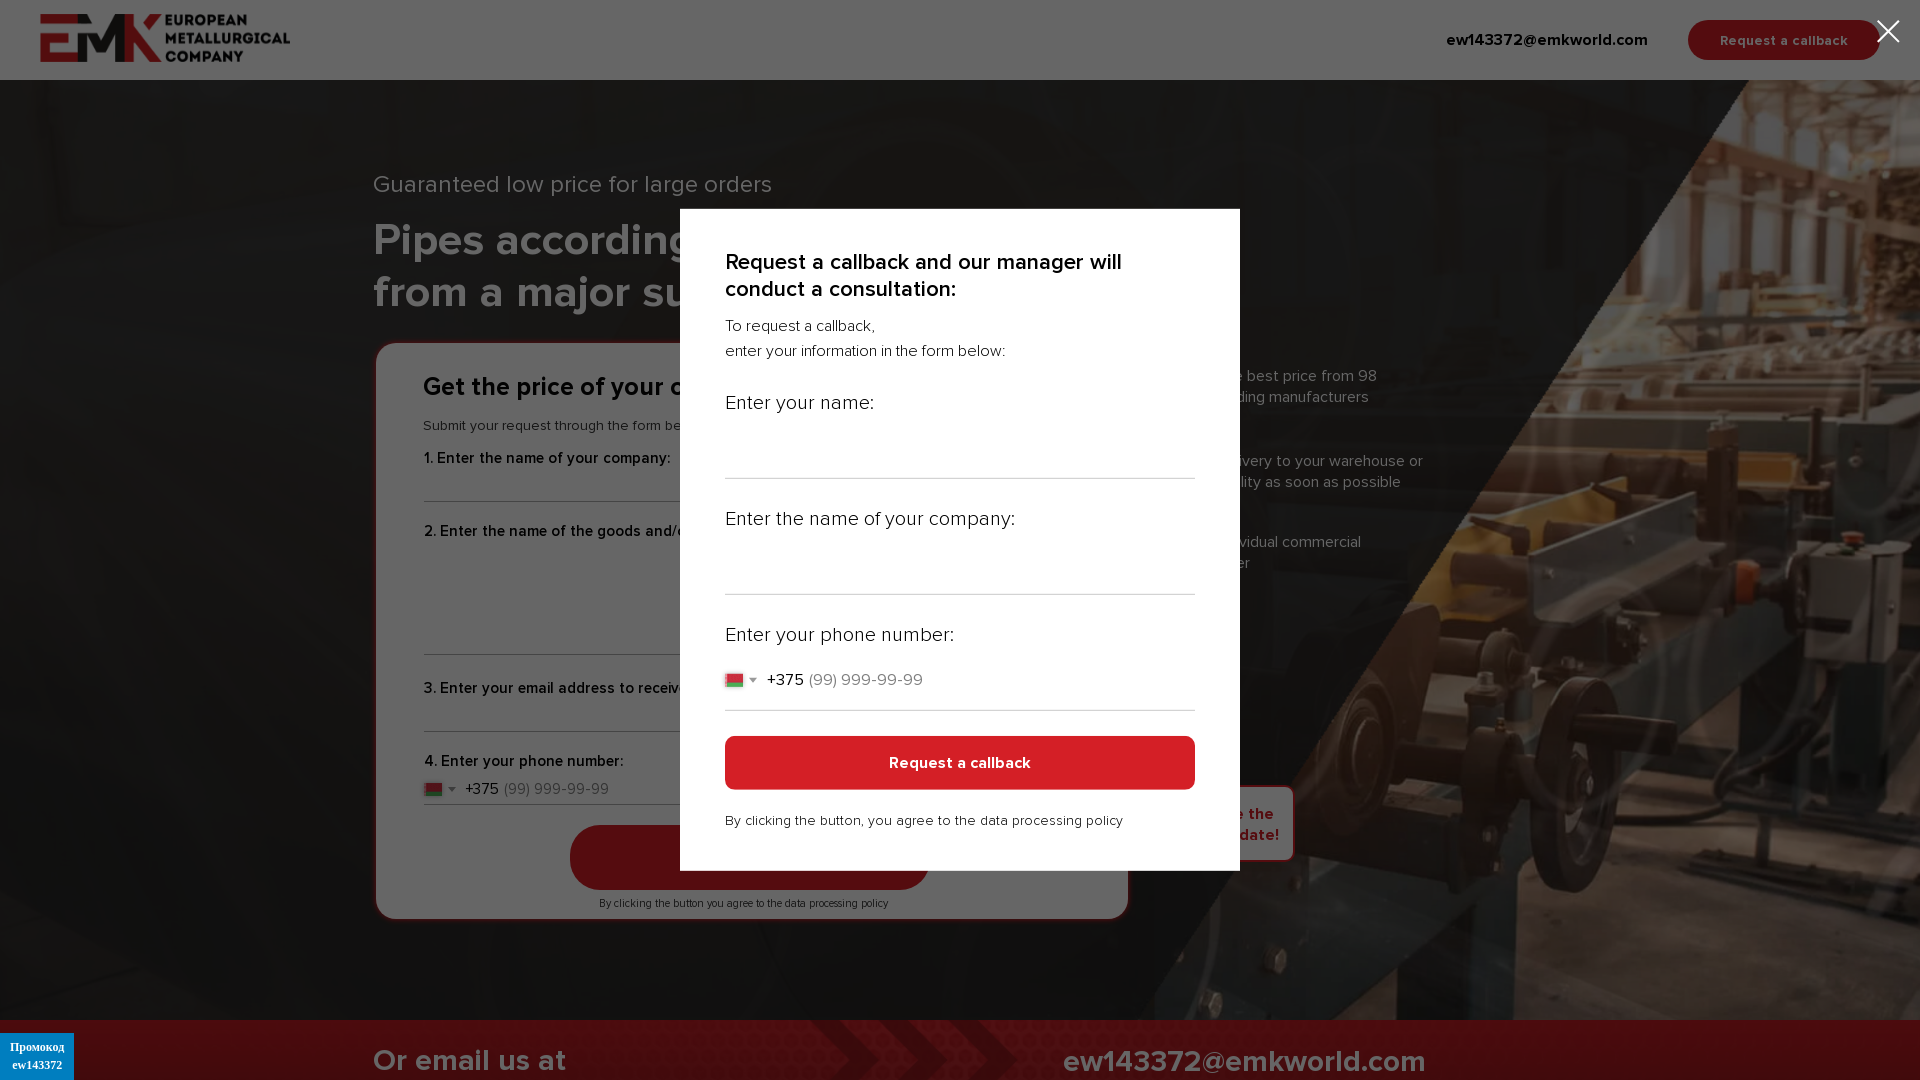 EUROPEAN
METALLURGICAL
COMPANY
EMK
ew143372@emkworld.com
Request a callback
Guaranteed low price for large orders
Pipes according
from a major su
Get the price of your
Submit your request through the form be
1. Enter the name of your company:
2. Enter the name of the goods and/
3. Enter your email address to receive
4. Enter your phone number:
+375 (99) 999-99-99
By clicking the button you agree to the data processing policy
Request a callback and our manager will
conduct a consultation:
To request a callback,
enter your information in the form below:
Enter your name:
Enter the name of your company:
Enter your phone number:
+375 (99) 999-99-99
Request a callback
By clicking the button, you agree to the data processing policy
best price from 98
ding manufacturers
ivery to your warehouse or
lity as soon as possible
vidual commercial
er
the
date!
Or email us at
ew143372@emkworld.com
Промокод
ew143372